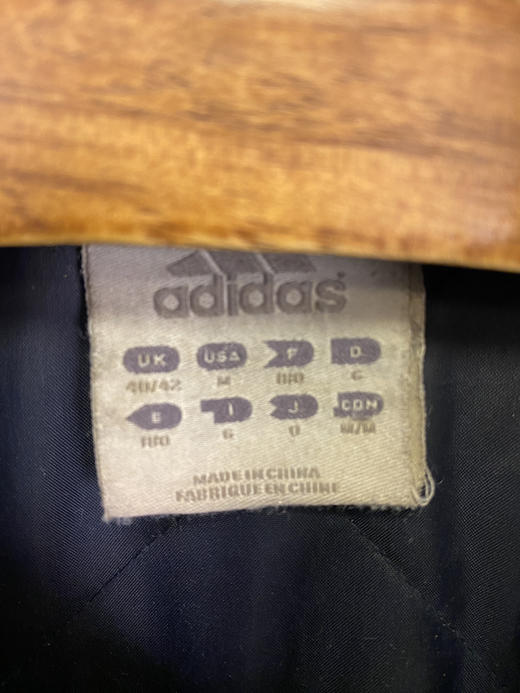 adidas
UK USA F D
40/42 M G
E I J CDN
G O M/M
MADE IN CHINA
FABRIQUE EN CHINE